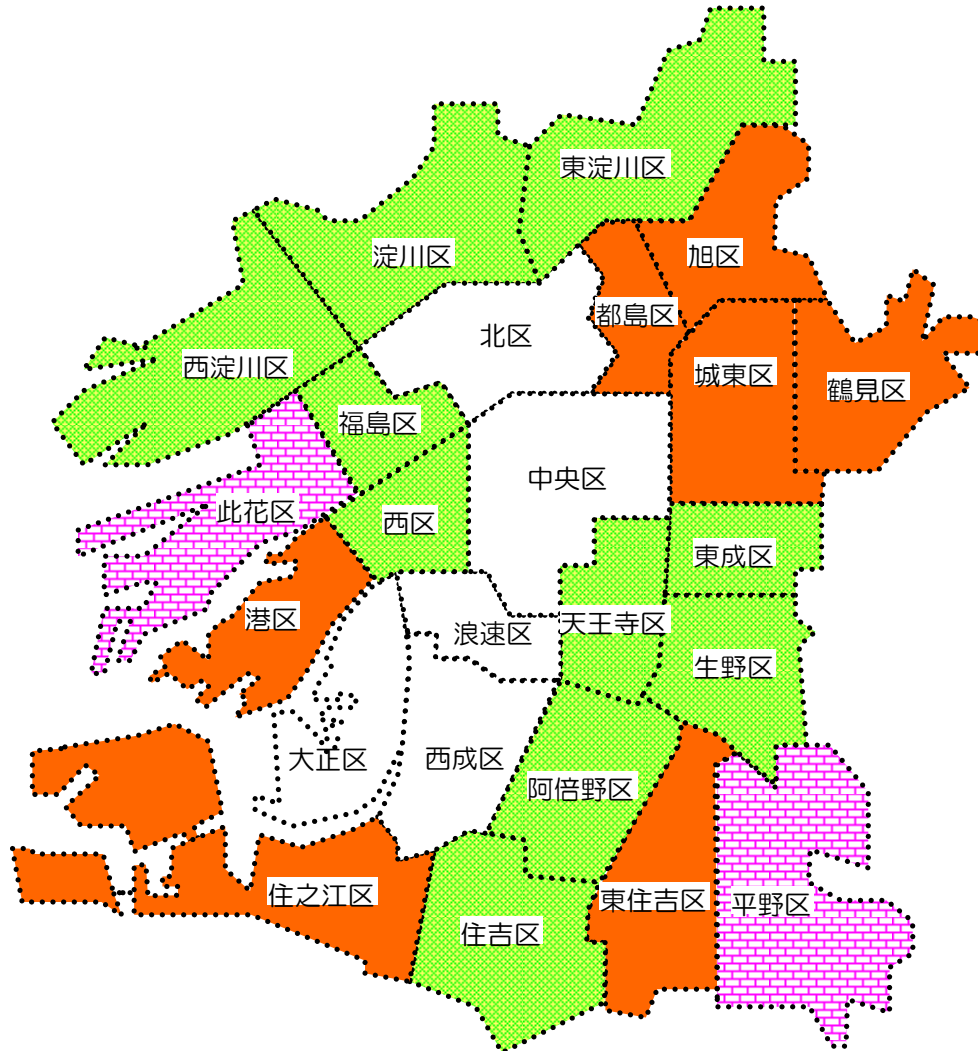 東淀川区
淀川区
旭区
都島区
北区
西淀川区
城東区
鶴見区
福島区
中央区
此花区
西区
東成区
港区
浪速区
天王寺区
生野区
大正区
西成区
阿倍野区
住之江区
東住吉区
平野区
住吉区